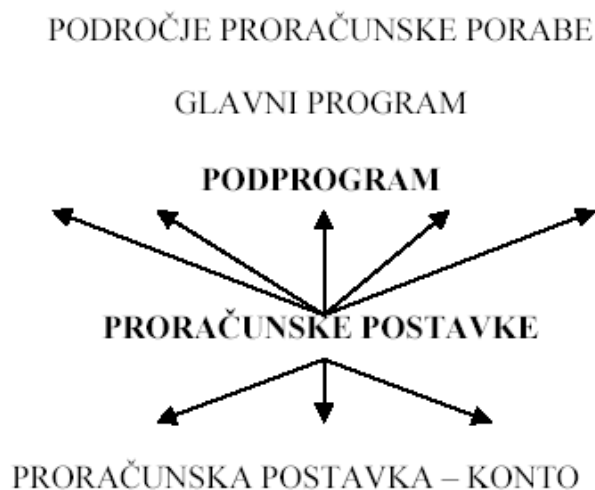 PODROČJE PRORAČUNSKE PORABE
GLAVNI PROGRAM
PODPROGRAM
PRORAČUNSKE POSTAVKE
PRORAČUNSKA POSTAVKA – KONTO